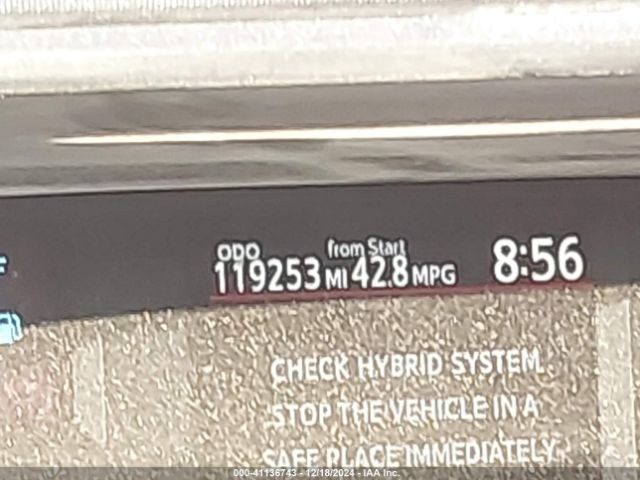 ODO from Start
119253 MI 42.8 MPG 8:56
CHECK HYBRID SYSTEM
STOP THE VEHICLE IN A
SAFE PLACE IMMEDIATELY
000-41136743 - 12/18/2024 - IAA Inc.